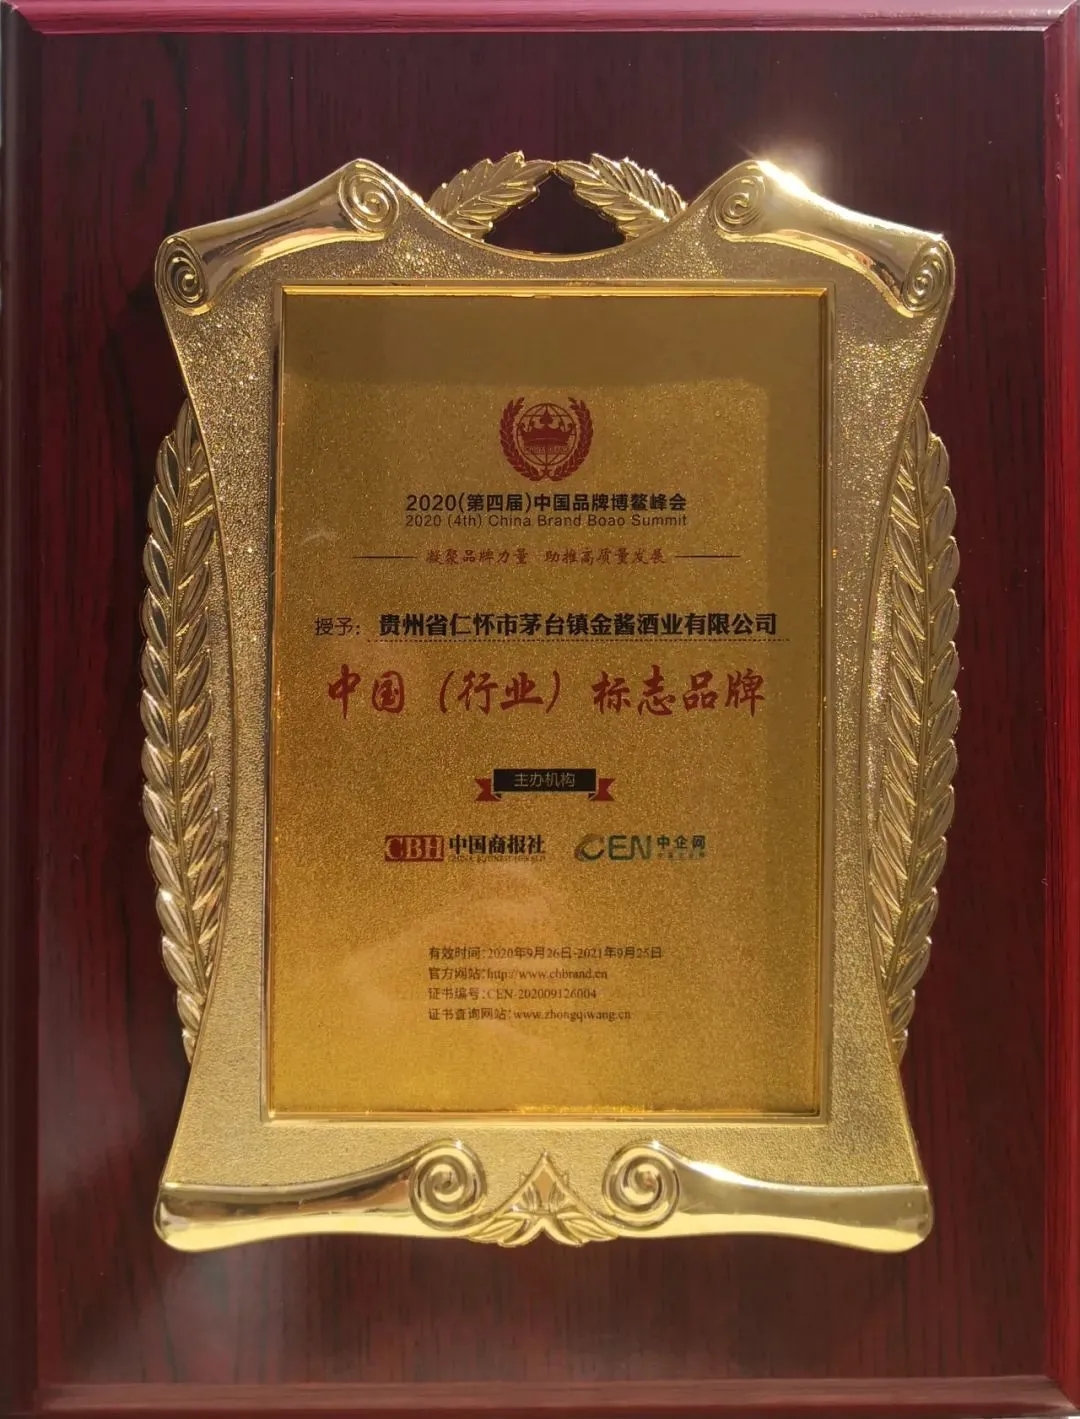 2020(第四届)中国品牌博鳌峰会
2020 (4th) China Brand Boao Summit
凝聚品牌力量 助推高质量发展
授予：贵州省仁怀市茅台镇金酱酒业有限公司
中国（行业）标志品牌
主办机构
CBH 中国商报社
CHINA BUSINESS HERALD
CEN 中企网
有效时间：2020年9月26日-2021年9月25日
官方网站：http://www.chbrand.cn
证书编号：CEN-202009126004
证书查询网站：www.zhongqiwang.cn